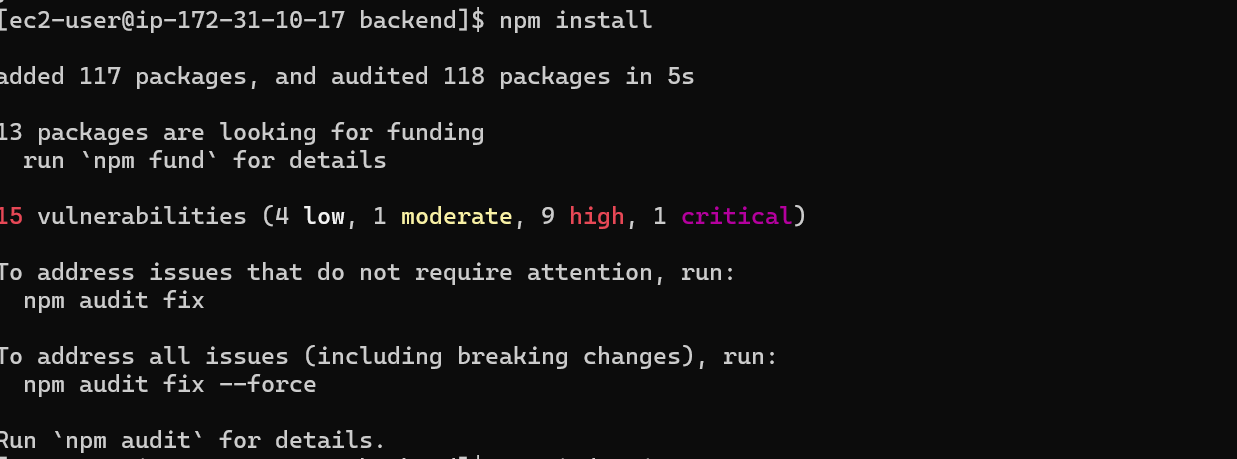 [ec2-user@ip-172-31-10-17 backend]$ npm install
added 117 packages, and audited 118 packages in 5s
13 packages are looking for funding
run `npm fund` for details
15 vulnerabilities (4 low, 1 moderate, 9 high, 1 critical)
To address issues that do not require attention, run:
npm audit fix
To address all issues (including breaking changes), run:
npm audit fix --force
Run `npm audit` for details.